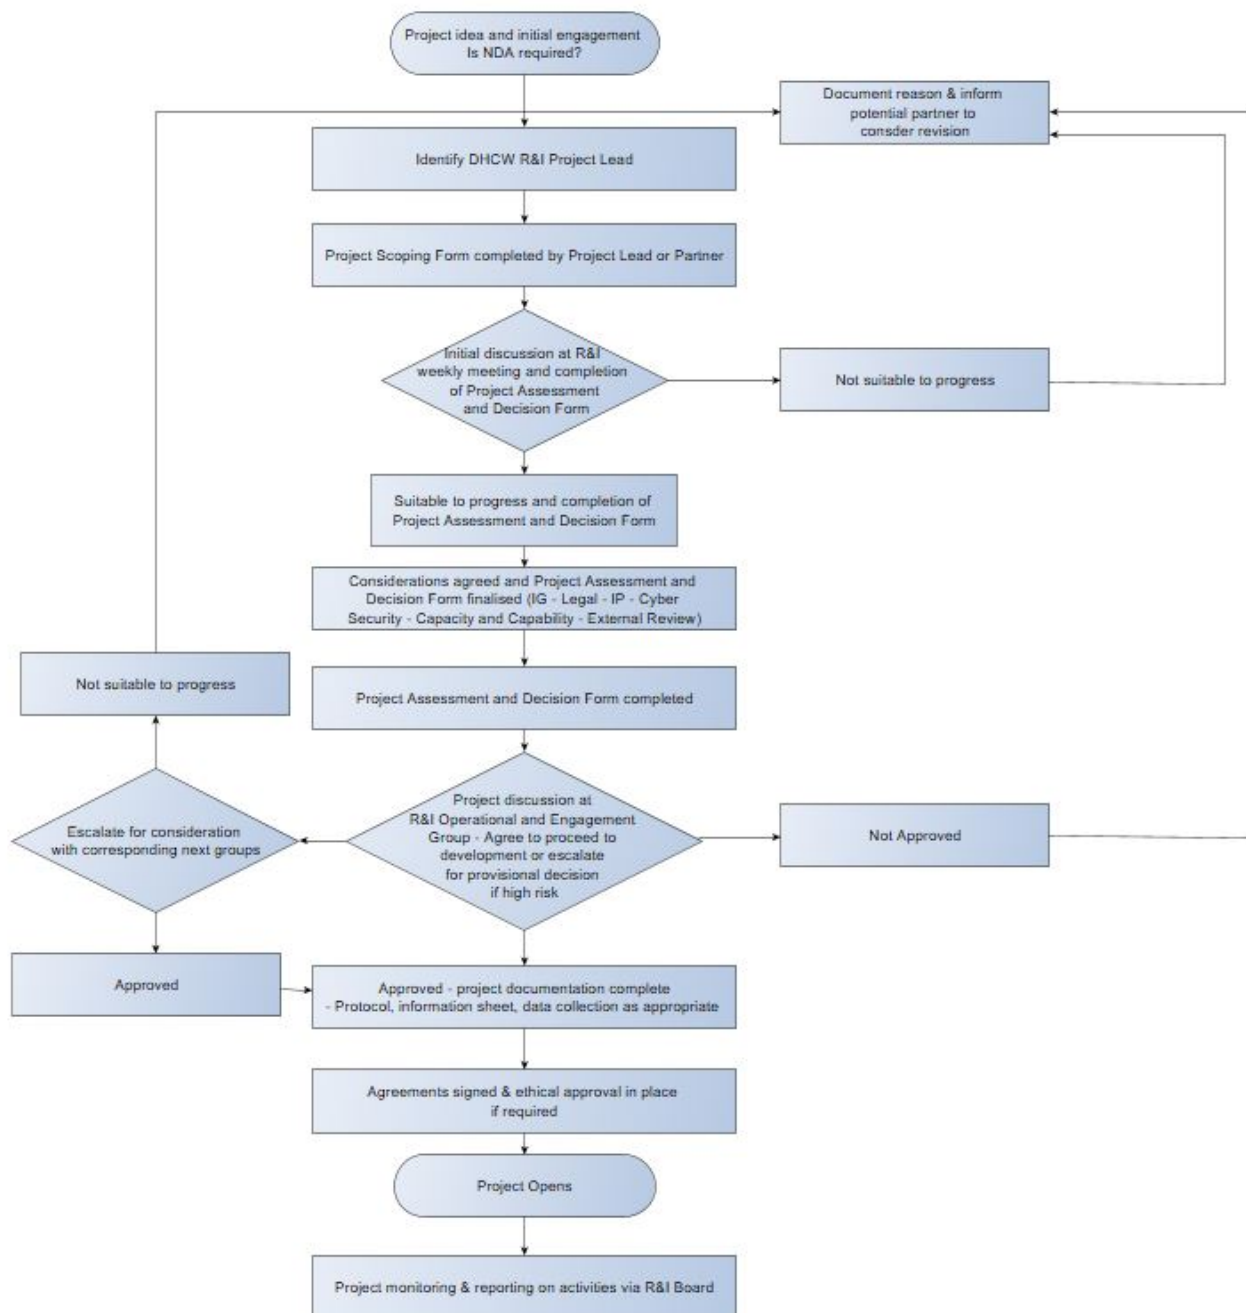 Project idea and initial engagement
Is NDA required?
Document reason & inform
potential partner to
consder revision
Identify DHCW R&I Project Lead
Project Scoping Form completed by Project Lead or Partner
Initial discussion at R&I
weekly meeting and completion
of Project Assessment
and Decision Form
Not suitable to progress
Suitable to progress and completion of
Project Assessment and Decision Form
Considerations agreed and Project Assessment and
Decision Form finalised (IG - Legal - IP - Cyber
Security - Capacity and Capability - External Review)
Not suitable to progress
Project Assessment and Decision Form completed
Escalate for consideration
with corresponding next groups
Project discussion at
R&I Operational and Engagement
Group - Agree to proceed to
development or escalate
for provisional decision
if high risk
Not Approved
Approved
Approved - project documentation complete
- Protocol, information sheet, data collection as appropriate
Agreements signed & ethical approval in place
if required
Project Opens
Project monitoring & reporting on activities via R&I Board